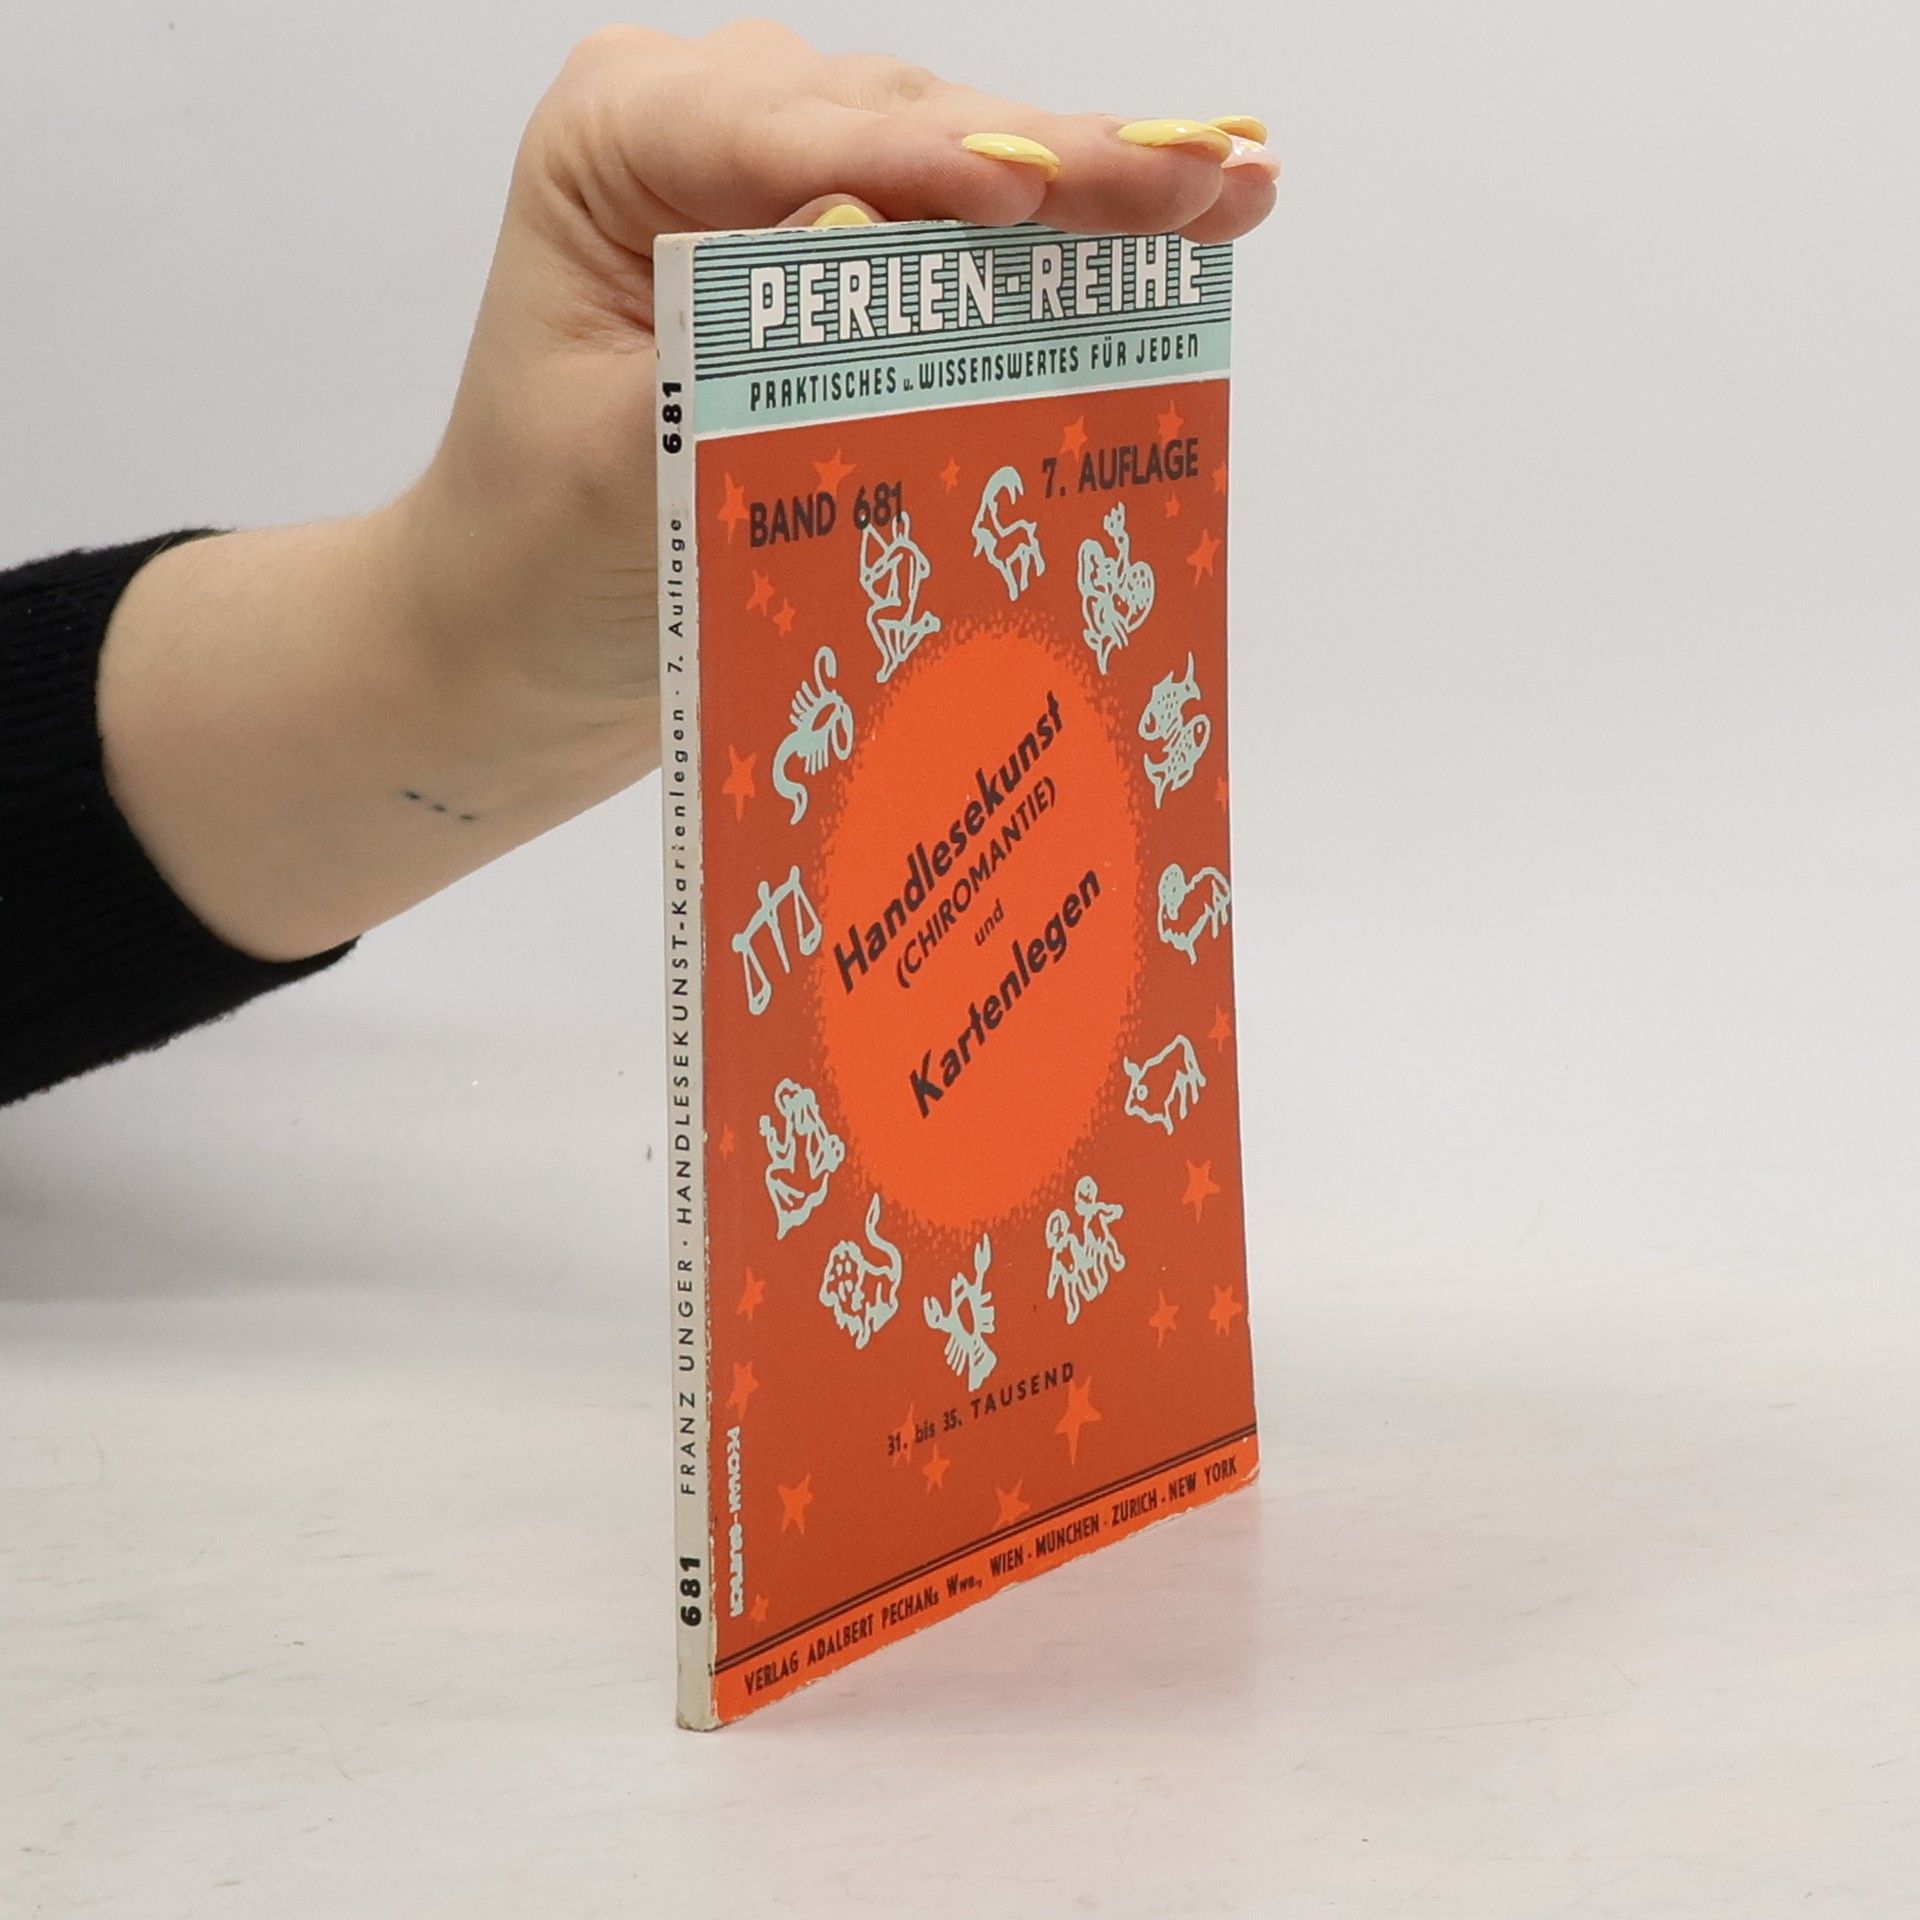 PERLEN-REIHE
PRAKTISCHES u. WISSENSWERTES FÜR JEDEN
BAND 681
7. AUFLAGE
Handlesekunst
(CHIROMANTIE)
und
Kartenlegen
31. bis 35. TAUSEND
VERLAG ADALBERT PECHANs Wwe., WIEN - MÜNCHEN - ZÜRICH - NEW YORK
681 FRANZ UNGER · HANDLESEKUNST-Kartenlegen · 7. Auflage 681